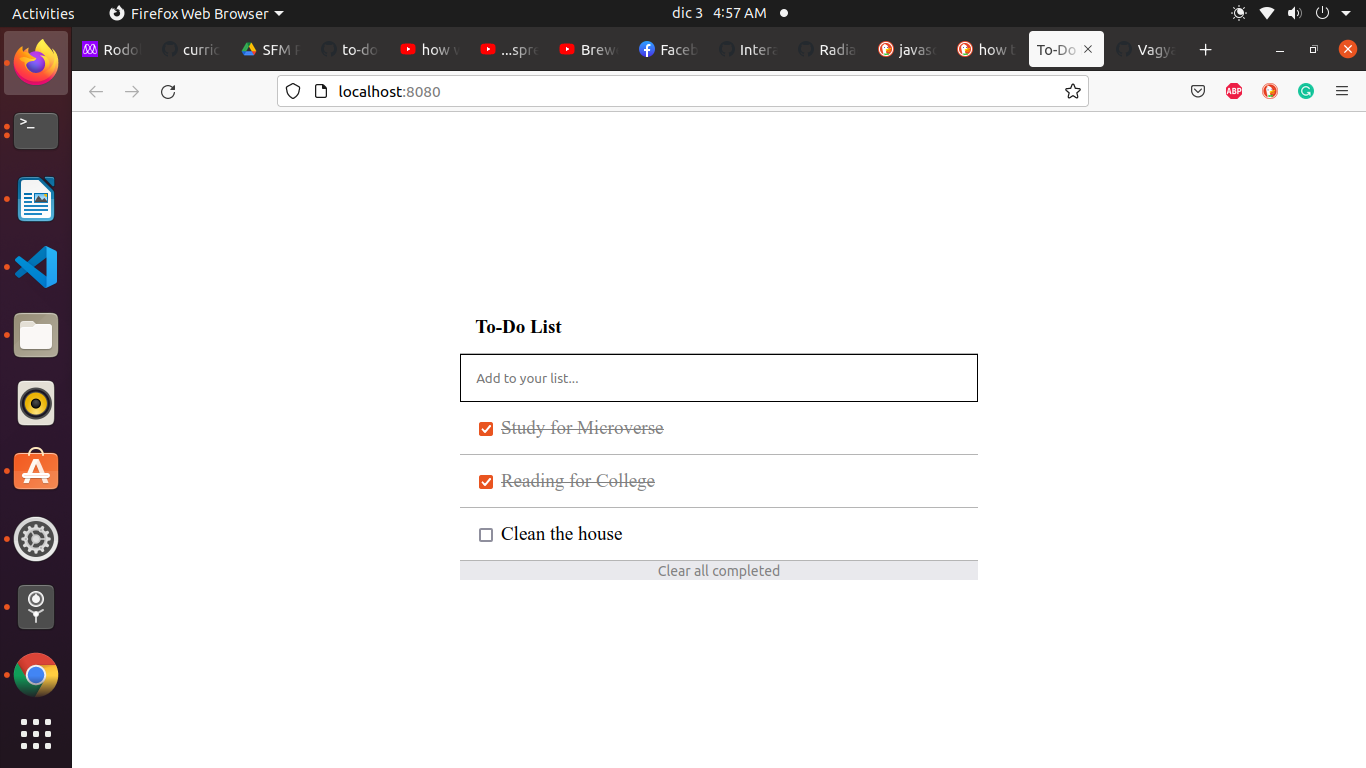 Activities Firefox Web Browser dic 3 4:57 AM
Rodo curric SFM F to-do how v ...spre Brew Faceb Intera Radia javasc how t To-Do Vagya
localhost:8080
ABP
To-Do List
Add to your list...
Study for Microverse
Reading for College
Clean the house
Clear all completed